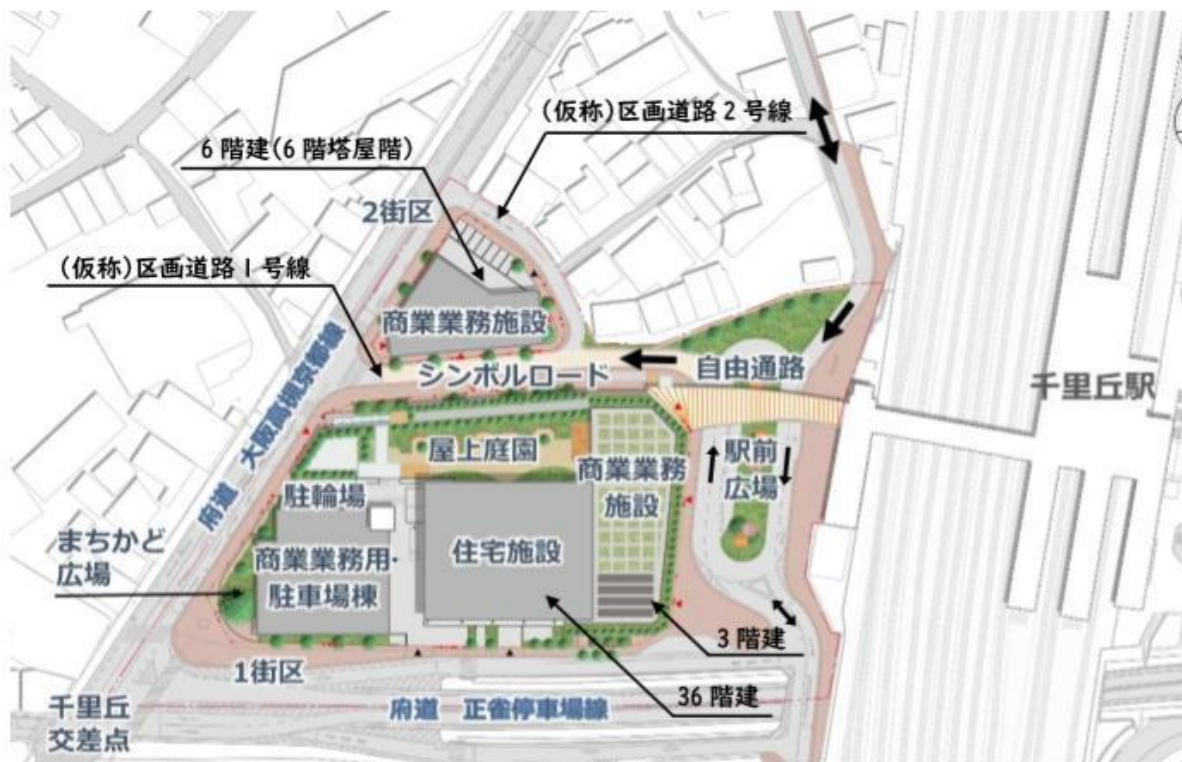 (仮称)区画道路2号線
6階建(6階塔屋階)
2街区
(仮称)区画道路1号線
商業業務施設
府道 大阪高槻京都線
シンボルロード
自由通路
千里丘駅
屋上庭園
商業業務
施設
駅前
広場
駐輪場
まちかど
広場
商業業務用・
駐車場棟
住宅施設
3階建
1街区
36階建
千里丘
交差点
府道 正雀停車場線